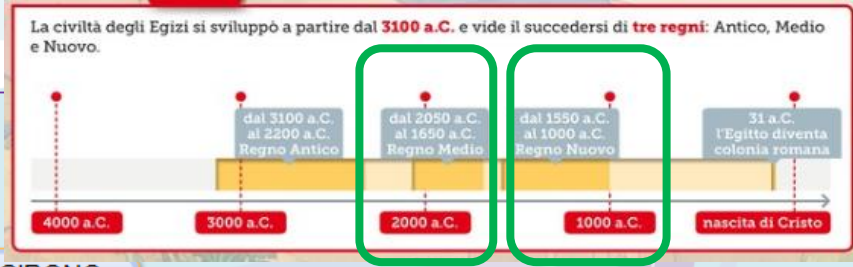 La civiltà degli Egizi si sviluppò a partire dal 3100 a.C. e vide il succedersi di tre regni: Antico, Medio
e Nuovo.
dal 3100 a.C.
al 2200 a.C.
Regno Antico
dal 2050 a.C.
al 1650 a.C.
Regno Medio
dal 1550 a.C.
al 1000 a.C.
Regno Nuovo
31 a.C.
l'Egitto diventa
colonia romana
4000 a.C.
3000 a.C.
2000 a.C.
1000 a.C.
nascita di Cristo